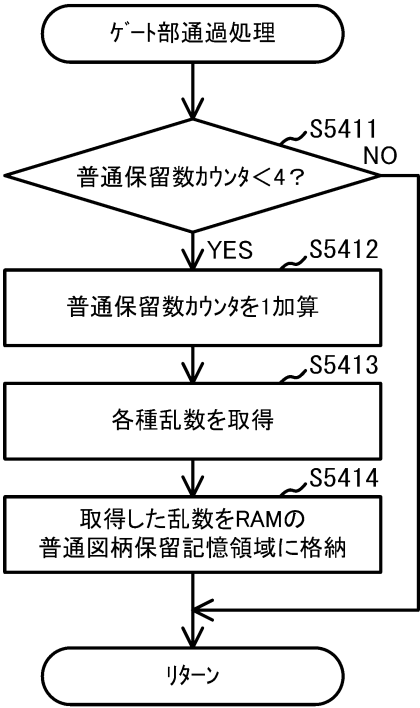 ｹﾞｰﾄ部通過処理
S5411
普通保留数ｶｳﾝﾀ＜4？
NO
YES
S5412
普通保留数ｶｳﾝﾀを1加算
S5413
各種乱数を取得
S5414
取得した乱数をRAMの
普通図柄保留記憶領域に格納
ﾘﾀｰﾝ